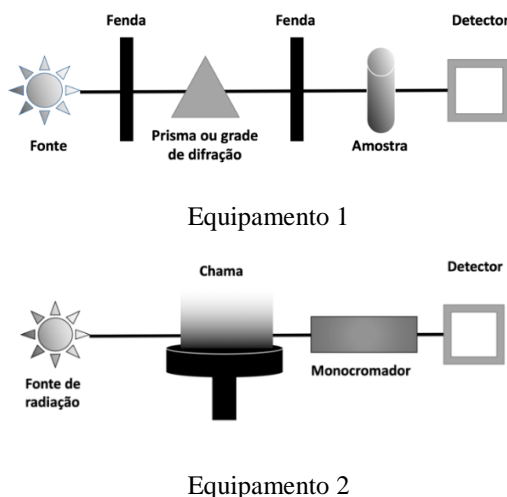 Fenda
Fenda
Detector
Fonte
Prisma ou grade
de difração
Amostra
Equipamento 1
Chama
Detector
Fonte de
radiação
Monocromador
Equipamento 2